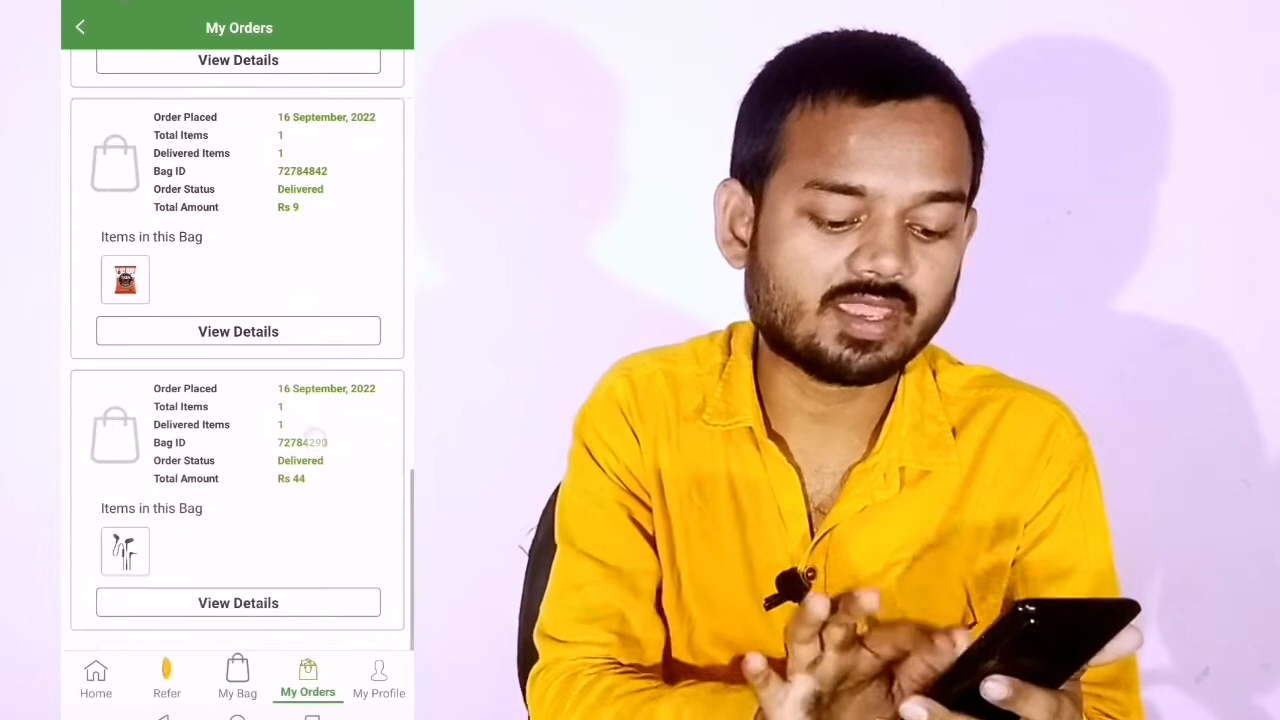 My Orders
View Details
Order Placed 16 September, 2022
Total Items 1
Delivered Items 1
Bag ID 72784842
Order Status Delivered
Total Amount Rs 9
Items in this Bag
View Details
Order Placed 16 September, 2022
Total Items 1
Delivered Items 1
Bag ID 72784290
Order Status Delivered
Total Amount Rs 44
Items in this Bag
View Details
Home Refer My Bag My Orders My Profile